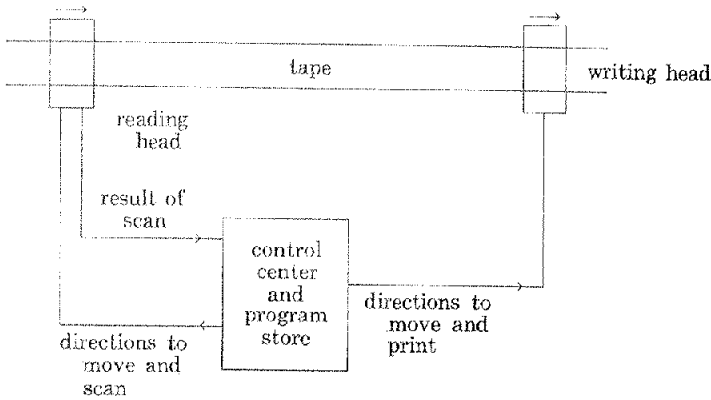 tape
writing head
reading
head
result of
scan
control
center
and
program
store
directions to
move and
print
directions to
move and
scan